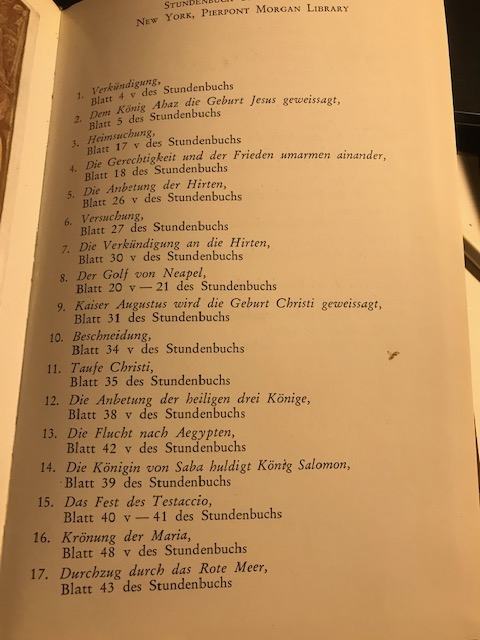 STUNDENBUCH
NEW YORK, PIERPONT MORGAN LIBRARY
1. Verkündigung,
Blatt 4 v des Stundenbuchs
2. Dem König Ahaz die Geburt Jesus geweissagt,
Blatt 5 des Stundenbuchs
3. Heimsuchung,
Blatt 17 v des Stundenbuchs
4. Die Gerechtigkeit und der Frieden umarmen ainander,
Blatt 18 des Stundenbuchs
5. Die Anbetung der Hirten,
Blatt 26 v des Stundenbuchs
6. Versuchung,
Blatt 27 des Stundenbuchs
7. Die Verkündigung an die Hirten,
Blatt 30 v des Stundenbuchs
8. Der Golf von Neapel,
Blatt 20 v — 21 des Stundenbuchs
9. Kaiser Augustus wird die Geburt Christi geweissagt,
Blatt 31 des Stundenbuchs
10. Beschneidung,
Blatt 34 v des Stundenbuchs
11. Taufe Christi,
Blatt 35 des Stundenbuchs
12. Die Anbetung der heiligen drei Könige,
Blatt 38 v des Stundenbuchs
13. Die Flucht nach Aegypten,
Blatt 42 v des Stundenbuchs
14. Die Königin von Saba huldigt König Salomon,
Blatt 39 des Stundenbuchs
15. Das Fest des Testaccio,
Blatt 40 v — 41 des Stundenbuchs
16. Krönung der Maria,
Blatt 48 v des Stundenbuchs
17. Durchzug durch das Rote Meer,
Blatt 43 des Stundenbuchs